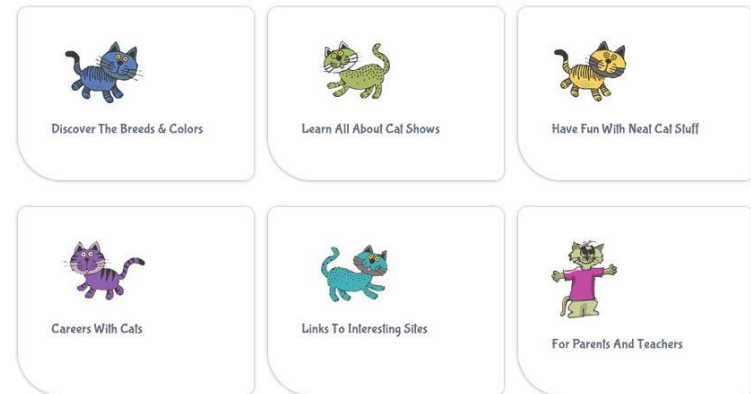 Discover The Breeds & Colors
Learn All About Cat Shows
Have Fun With Neat Cat Stuff
Careers With Cats
Links To Interesting Sites
For Parents And Teachers